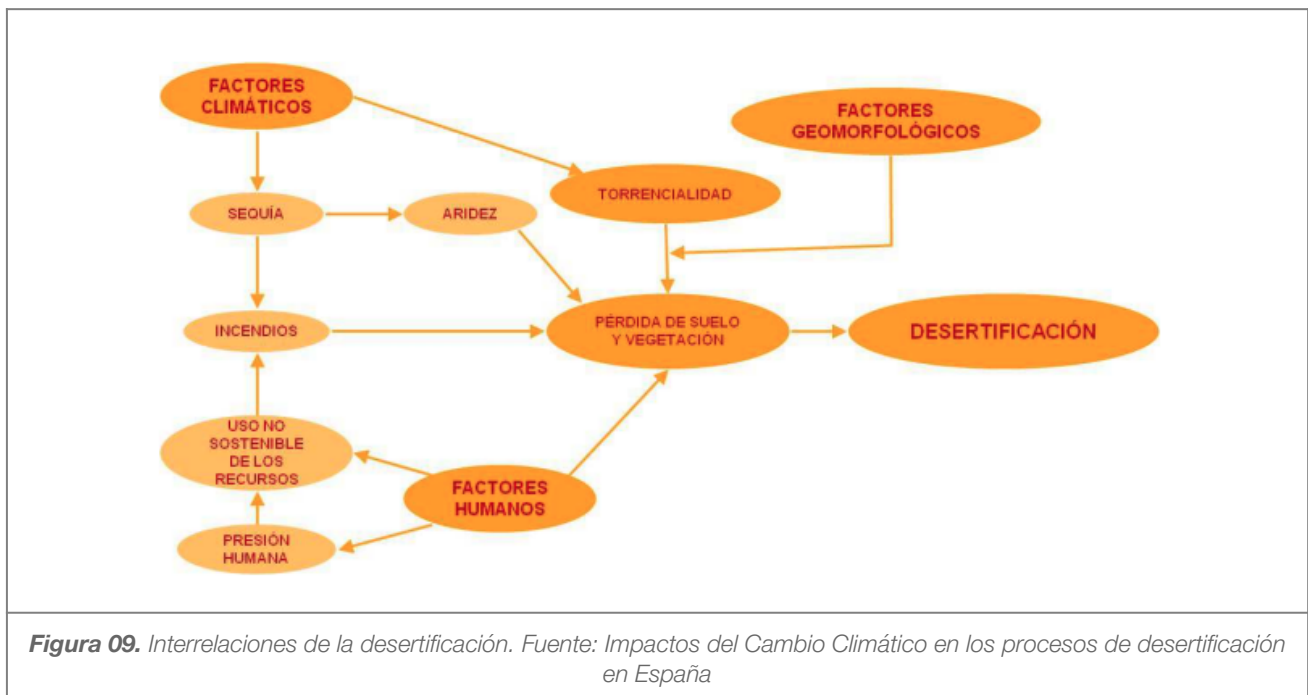 FACTORES
CLIMÁTICOS
FACTORES
GEOMORFOLÓGICOS
TORRENCIALIDAD
SEQUÍA
ARIDEZ
INCENDIOS
PÉRDIDA DE SUELO
Y VEGETACIÓN
DESERTIFICACIÓN
USO NO
SOSTENIBLE
DE LOS
RECURSOS
FACTORES
HUMANOS
PRESIÓN
HUMANA
Figura 09. Interrelaciones de la desertificación. Fuente: Impactos del Cambio Climático en los procesos de desertificación
en España